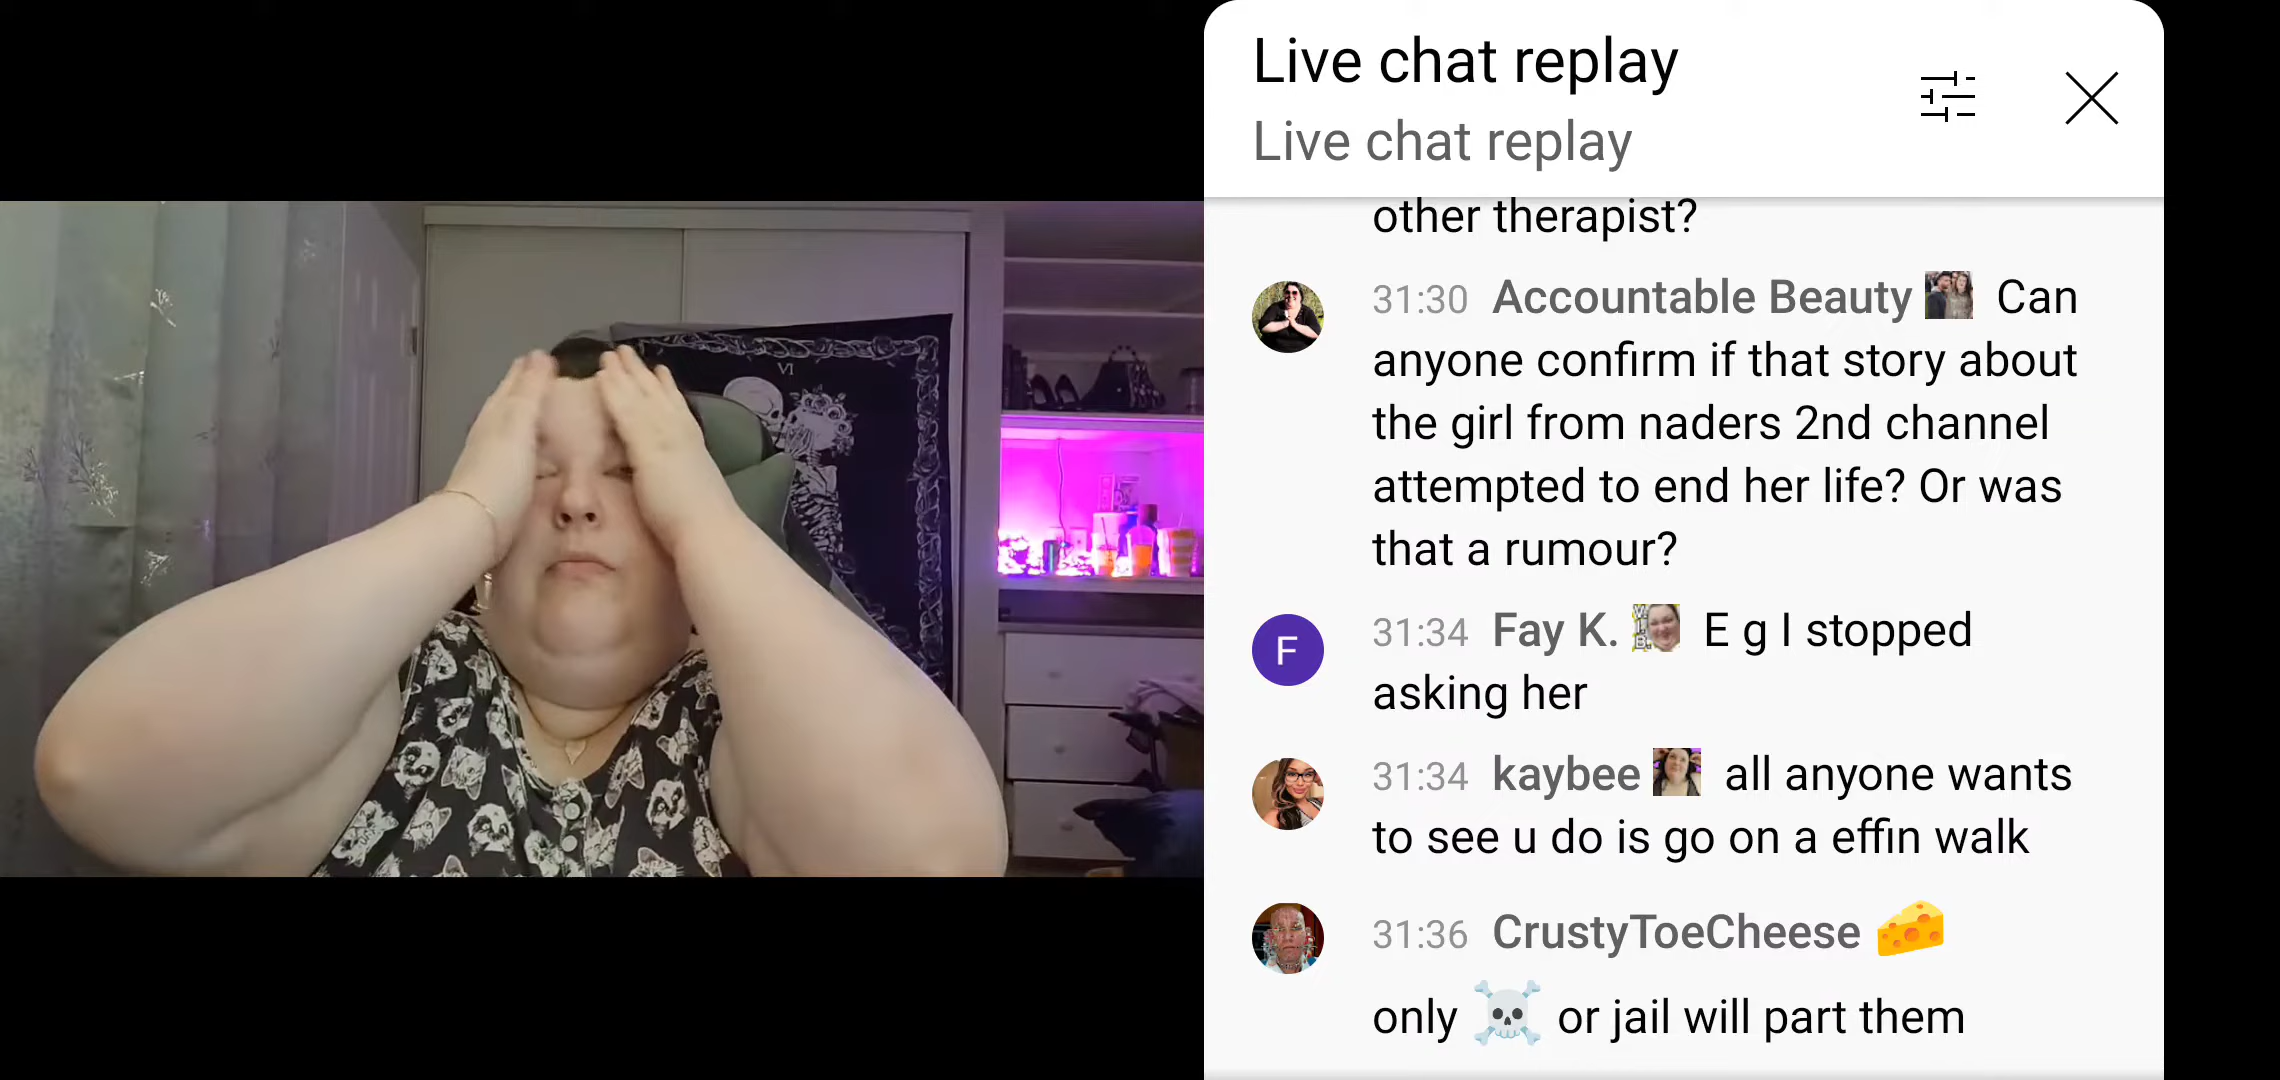 Live chat replay
Live chat replay
other therapist?
31:30 Accountable Beauty Can
anyone confirm if that story about
the girl from naders 2nd channel
attempted to end her life? Or was
that a rumour?
F
31:34 Fay K. E g I stopped
asking her
31:34 kaybee all anyone wants
to see u do is go on a effin walk
31:36 CrustyToeCheese 🧀
only ☠️ or jail will part them
VI